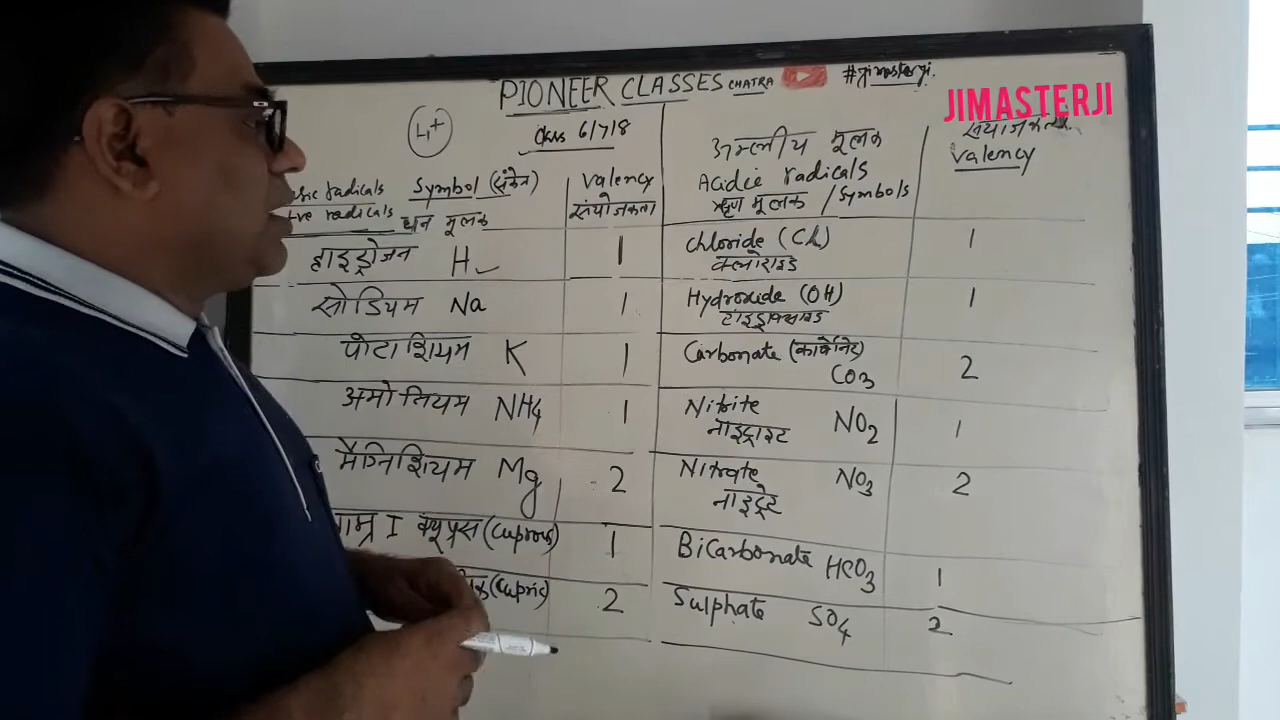 PIONEER CLASSES CHATRA #Jimasterji.
JIMASTERJI
4+
Class 6/7/8
Symbol (संकेत)
radicals
radicals धन मूलक
Valency
संयोजकता
अम्लीय मूलक
Acidic radicals
ऋण मूलक / Symbols
संयोजकता
Valency
हाइड्रोजन H 1
सोडियम Na 1
पोटाशियम K 1
अमोनियम NH4 1
मैग्निशियम Mg 2
I क्यूप्रस (Cuprous) 1
(Cupric) 2
Chloride (Cl) 1
क्लोराइड
Hydroxide (OH) 1
हाइड्राक्साइड
Carbonate (कार्बोनेट)
CO3 2
Nitrite NO2 1
नाइट्राइट
Nitrate NO3 2
नाइट्रेट
BiCarbonate HCO3 1
Sulphate SO4 2